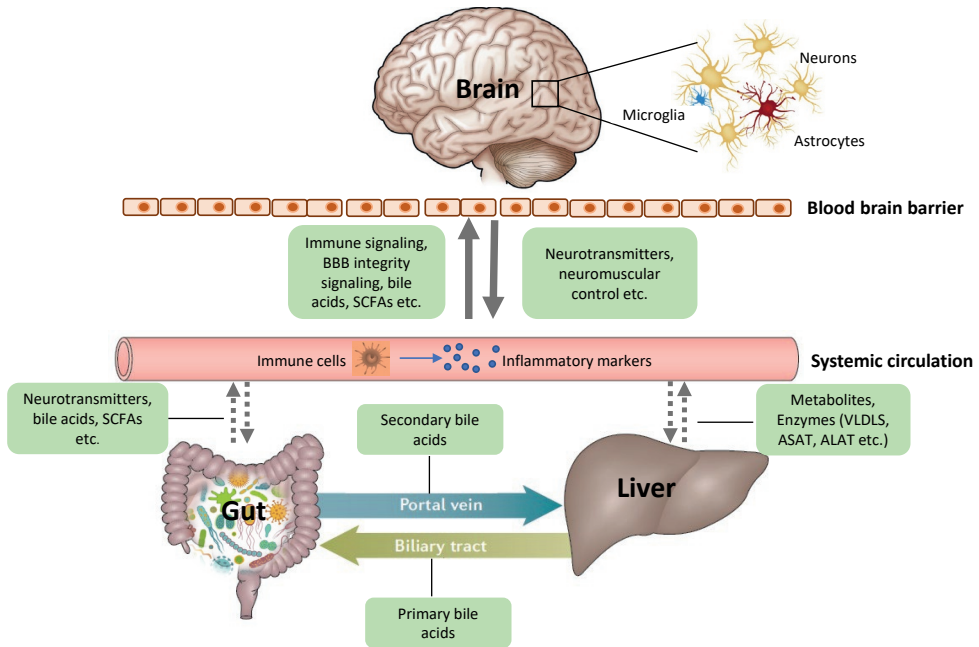 Brain
Neurons
Microglia
Astrocytes
Blood brain barrier
Immune signaling,
BBB integrity
signaling, bile
acids, SCFAs etc.
Neurotransmitters,
neuromuscular
control etc.
Immune cells
Inflammatory markers
Systemic circulation
Neurotransmitters,
bile acids, SCFAs
etc.
Secondary bile
acids
Metabolites,
Enzymes (VLDLS,
ASAT, ALAT etc.)
Gut
Portal vein
Liver
Biliary tract
Primary bile
acids